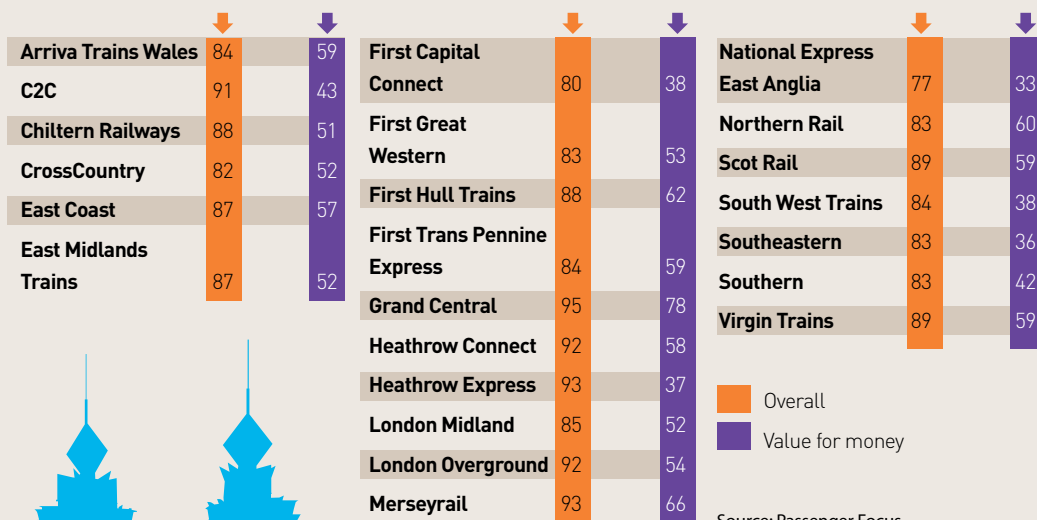 Arriva Trains Wales 84 59
C2C 91 43
Chiltern Railways 88 51
CrossCountry 82 52
East Coast 87 57
East Midlands
Trains 87 52
First Capital
Connect 80 38
First Great
Western 83 53
First Hull Trains 88 62
First Trans Pennine
Express 84 59
Grand Central 95 78
Heathrow Connect 92 58
Heathrow Express 93 37
London Midland 85 52
London Overground 92 54
Merseyrail 93 66
National Express
East Anglia 77 33
Northern Rail 83 60
Scot Rail 89 59
South West Trains 84 38
Southeastern 83 36
Southern 83 42
Virgin Trains 89 59
Overall
Value for money
Source: Passenger Focus